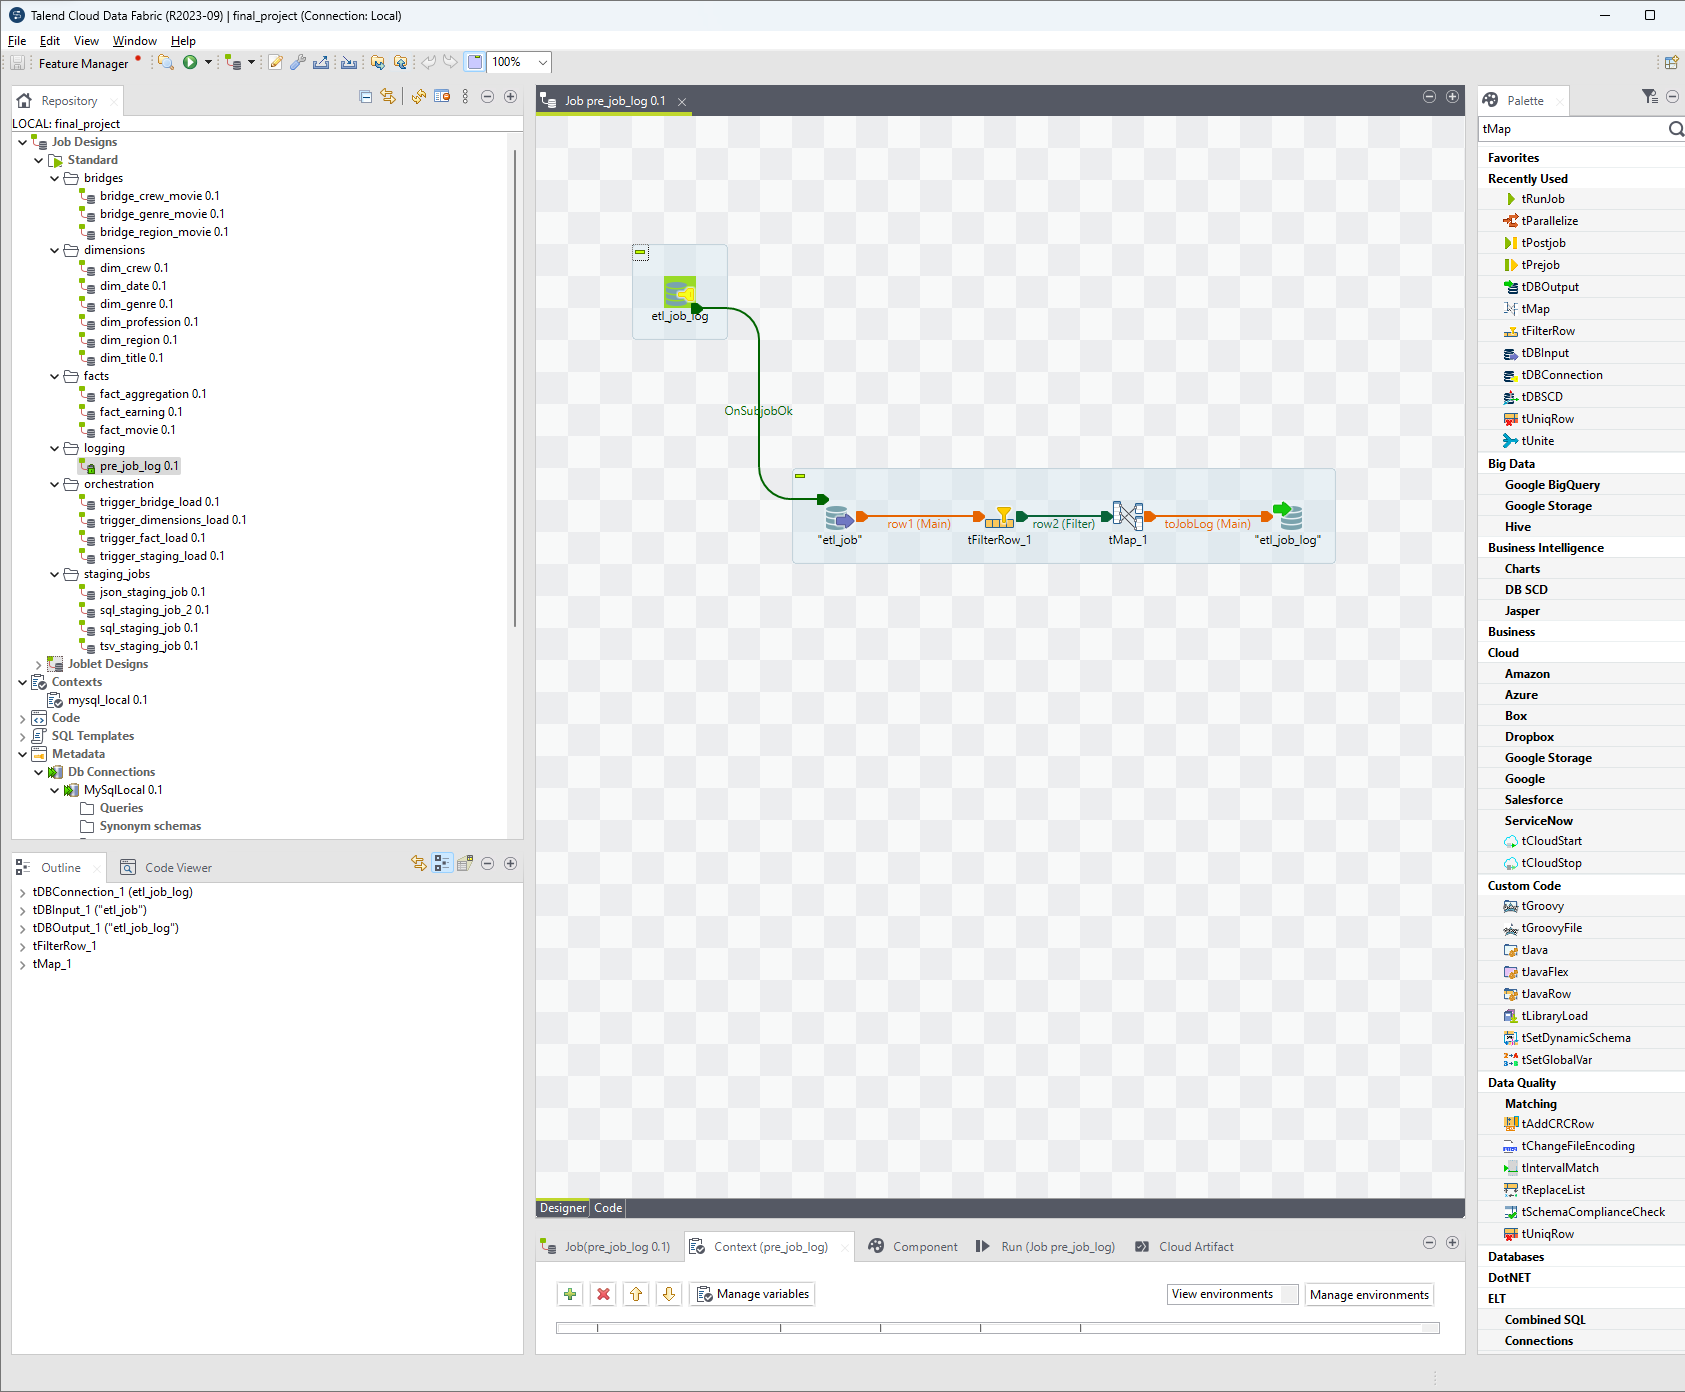 Talend Cloud Data Fabric (R2023-09) | final_project (Connection: Local)
File Edit View Window Help
Feature Manager
100%
Repository
LOCAL: final_project
Job Designs
Standard
bridges
bridge_crew_movie 0.1
bridge_genre_movie 0.1
bridge_region_movie 0.1
dimensions
dim_crew 0.1
dim_date 0.1
dim_genre 0.1
dim_profession 0.1
dim_region 0.1
dim_title 0.1
facts
fact_aggregation 0.1
fact_earning 0.1
fact_movie 0.1
logging
pre_job_log 0.1
orchestration
trigger_bridge_load 0.1
trigger_dimensions_load 0.1
trigger_fact_load 0.1
trigger_staging_load 0.1
staging_jobs
json_staging_job 0.1
sql_staging_job_2 0.1
sql_staging_job 0.1
tsv_staging_job 0.1
Joblet Designs
Contexts
mysql_local 0.1
Code
SQL Templates
Metadata
Db Connections
MySqlLocal 0.1
Queries
Synonym schemas
Outline
Code Viewer
tDBConnection_1 (etl_job_log)
tDBInput_1 ("etl_job")
tDBOutput_1 ("etl_job_log")
tFilterRow_1
tMap_1
Job pre_job_log 0.1
etl_job_log
OnSubjobOk
row1 (Main)
row2 (Filter)
toJobLog (Main)
"etl_job"
tFilterRow_1
tMap_1
"etl_job_log"
Designer
Code
Job(pre_job_log 0.1)
Context (pre_job_log)
Component
Run (Job pre_job_log)
Cloud Artifact
Manage variables
View environments
Manage environments
Palette
tMap
Favorites
Recently Used
tRunJob
tParallelize
tPostjob
tPrejob
tDBOutput
tMap
tFilterRow
tDBInput
tDBConnection
tDBSCD
tUniqRow
tUnite
Big Data
Google BigQuery
Google Storage
Hive
Business Intelligence
Charts
DB SCD
Jasper
Business
Cloud
Amazon
Azure
Box
Dropbox
Google Storage
Google
Salesforce
ServiceNow
tCloudStart
tCloudStop
Custom Code
tGroovy
tGroovyFile
tJava
tJavaFlex
tJavaRow
tLibraryLoad
tSetDynamicSchema
tSetGlobalVar
Data Quality
Matching
tAddCRCRow
tChangeFileEncoding
tIntervalMatch
tReplaceList
tSchemaComplianceCheck
tUniqRow
Databases
DotNET
ELT
Combined SQL
Connections